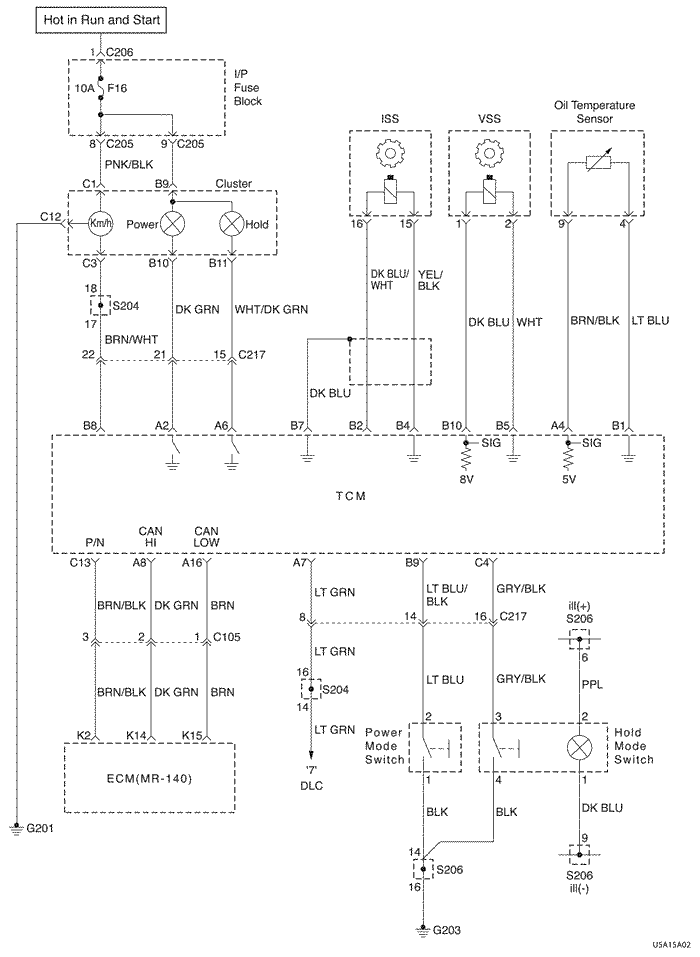 Hot in Run and Start
1 C206
10A F16
I/P
Fuse
Block
8 C205 9 C205
PNK/BLK
C1 B9 Cluster
C12
Km/h Power Hold
C3 B10 B11
18
S204
17
DK GRN WHT/DK GRN
BRN/WHT
22 21 15 C217
ISS VSS Oil Temperature
Sensor
16 15 1 2 9 4
DK BLU/
WHT
YEL/
BLK
DK BLU WHT BRN/BLK LT BLU
DK BLU
B8 A2 A6 B7 B2 B4 B10 B5 A4 B1
SIG SIG
8V 5V
TCM
P/N CAN
HI
CAN
LOW
C13 A8 A16 A7 B9 C4
BRN/BLK DK GRN BRN LT GRN LT BLU/
BLK
GRY/BLK
3 2 1 C105 8 14 16 C217
BRN/BLK DK GRN BRN LT GRN LT BLU GRY/BLK
16
S204
14
LT GRN
'7'
DLC
K2 K14 K15
ECM(MR-140)
G201
ill(+)
S206
6
PPL
2 3 2
Power
Mode
Switch
Hold
Mode
Switch
1 4 1
BLK BLK DK BLU
14
S206
16
9
S206
ill(-)
G203
U5A15A02